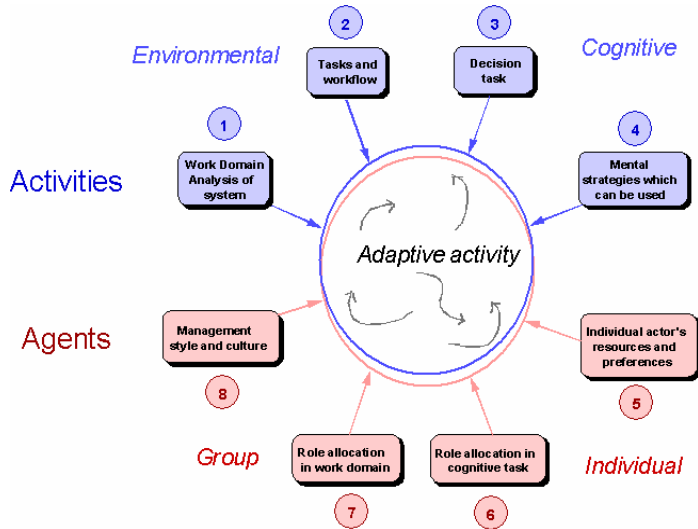 2
3
Environmental
Cognitive
Tasks and
workflow
Decision
task
1
4
Work Domain
Analysis of
system
Mental
strategies which
can be used
Activities
Adaptive activity
Agents
Management
style and culture
Individual actor's
resources and
preferences
8
5
Group
Role allocation
in work domain
Role allocation in
cognitive task
Individual
7
6